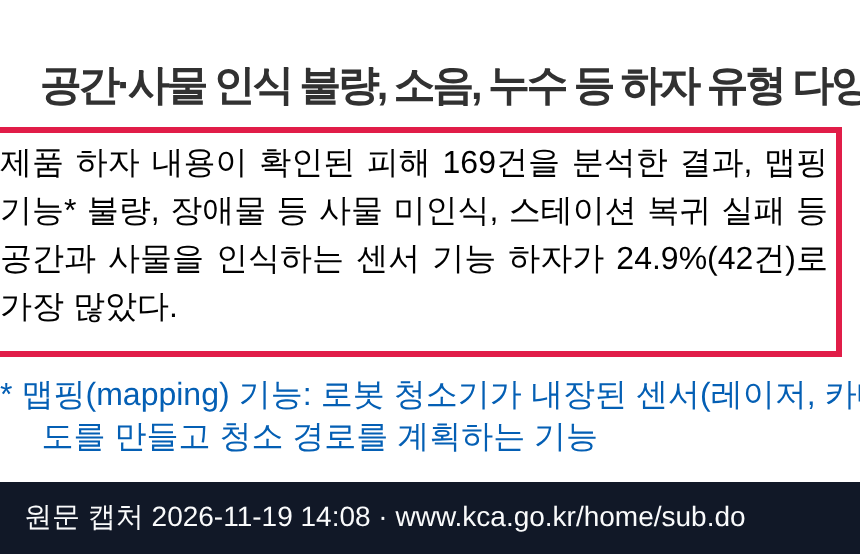 공간·사물 인식 불량, 소음, 누수 등 하자 유형
제품 하자 내용이 확인된 피해 169건을 분석한 결과, 맵핑
기능* 불량, 장애물 등 사물 미인식, 스테이션 복귀 실패 등
공간과 사물을 인식하는 센서 기능 하자가 24.9%(42건)로
가장 많았다.
* 맵핑(mapping) 기능: 로봇 청소기가 내장된 센서(레이저,
도를 만들고 청소 경로를 계획하는 기능
원문 캡처 2026-11-19 14:08 · www.kca.go.kr/home/sub.do